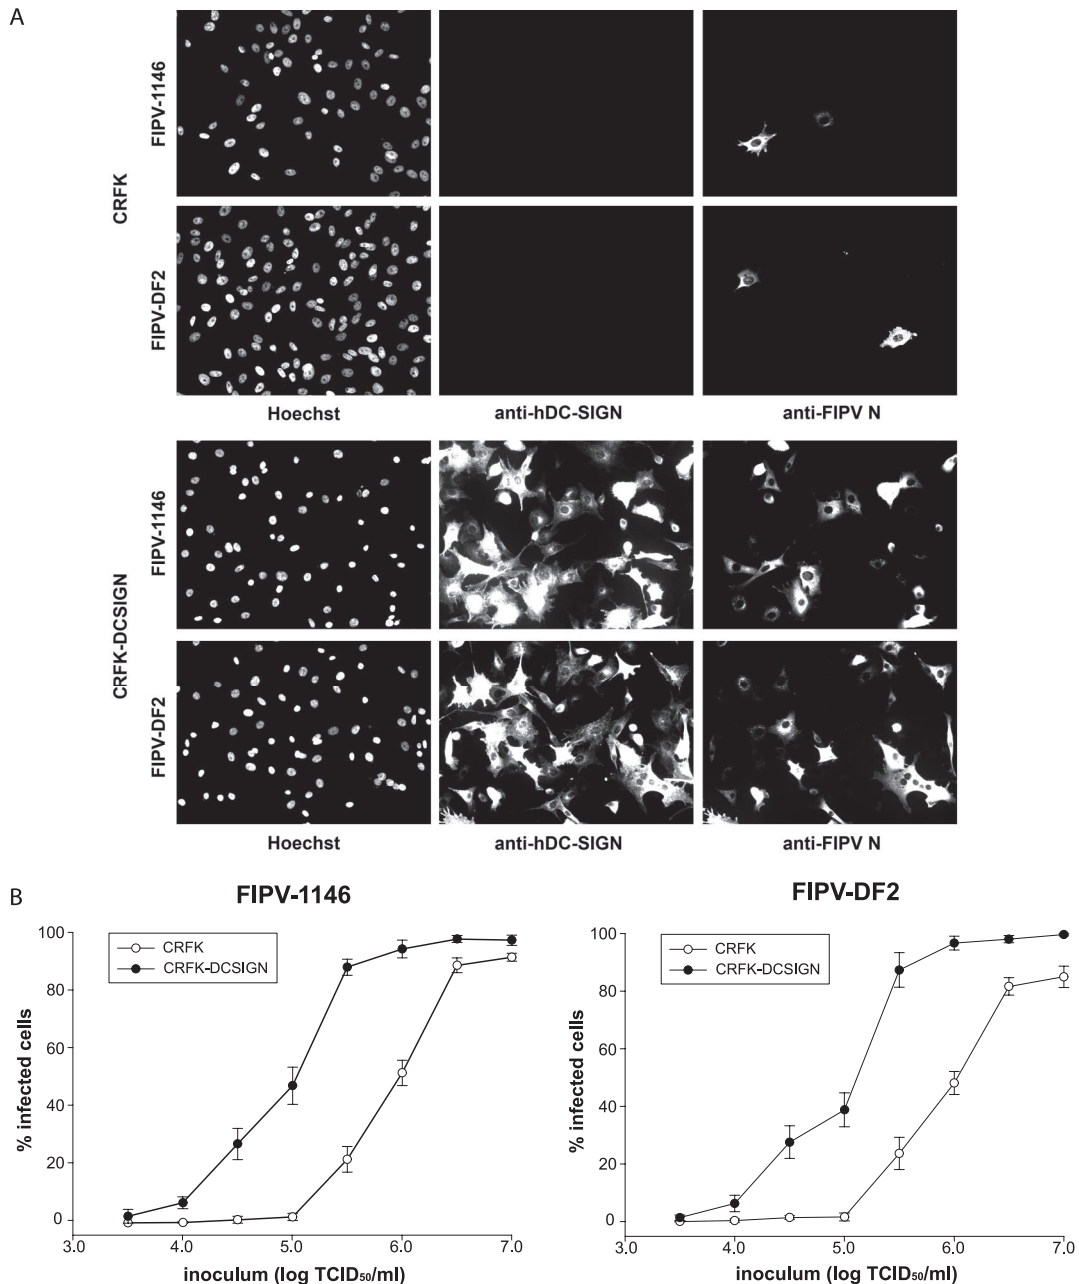 A
CRFK
FIPV-1146
FIPV-DF2
Hoechst anti-hDC-SIGN anti-FIPV N
CRFK-DCSIGN
FIPV-1146
FIPV-DF2
Hoechst anti-hDC-SIGN anti-FIPV N
B
FIPV-1146
CRFK
CRFK-DCSIGN
% infected cells
100
80
60
40
20
0
3.0 4.0 5.0 6.0 7.0
inoculum (log TCID50/ml)
FIPV-DF2
CRFK
CRFK-DCSIGN
% infected cells
100
80
60
40
20
0
3.0 4.0 5.0 6.0 7.0
inoculum (log TCID50/ml)